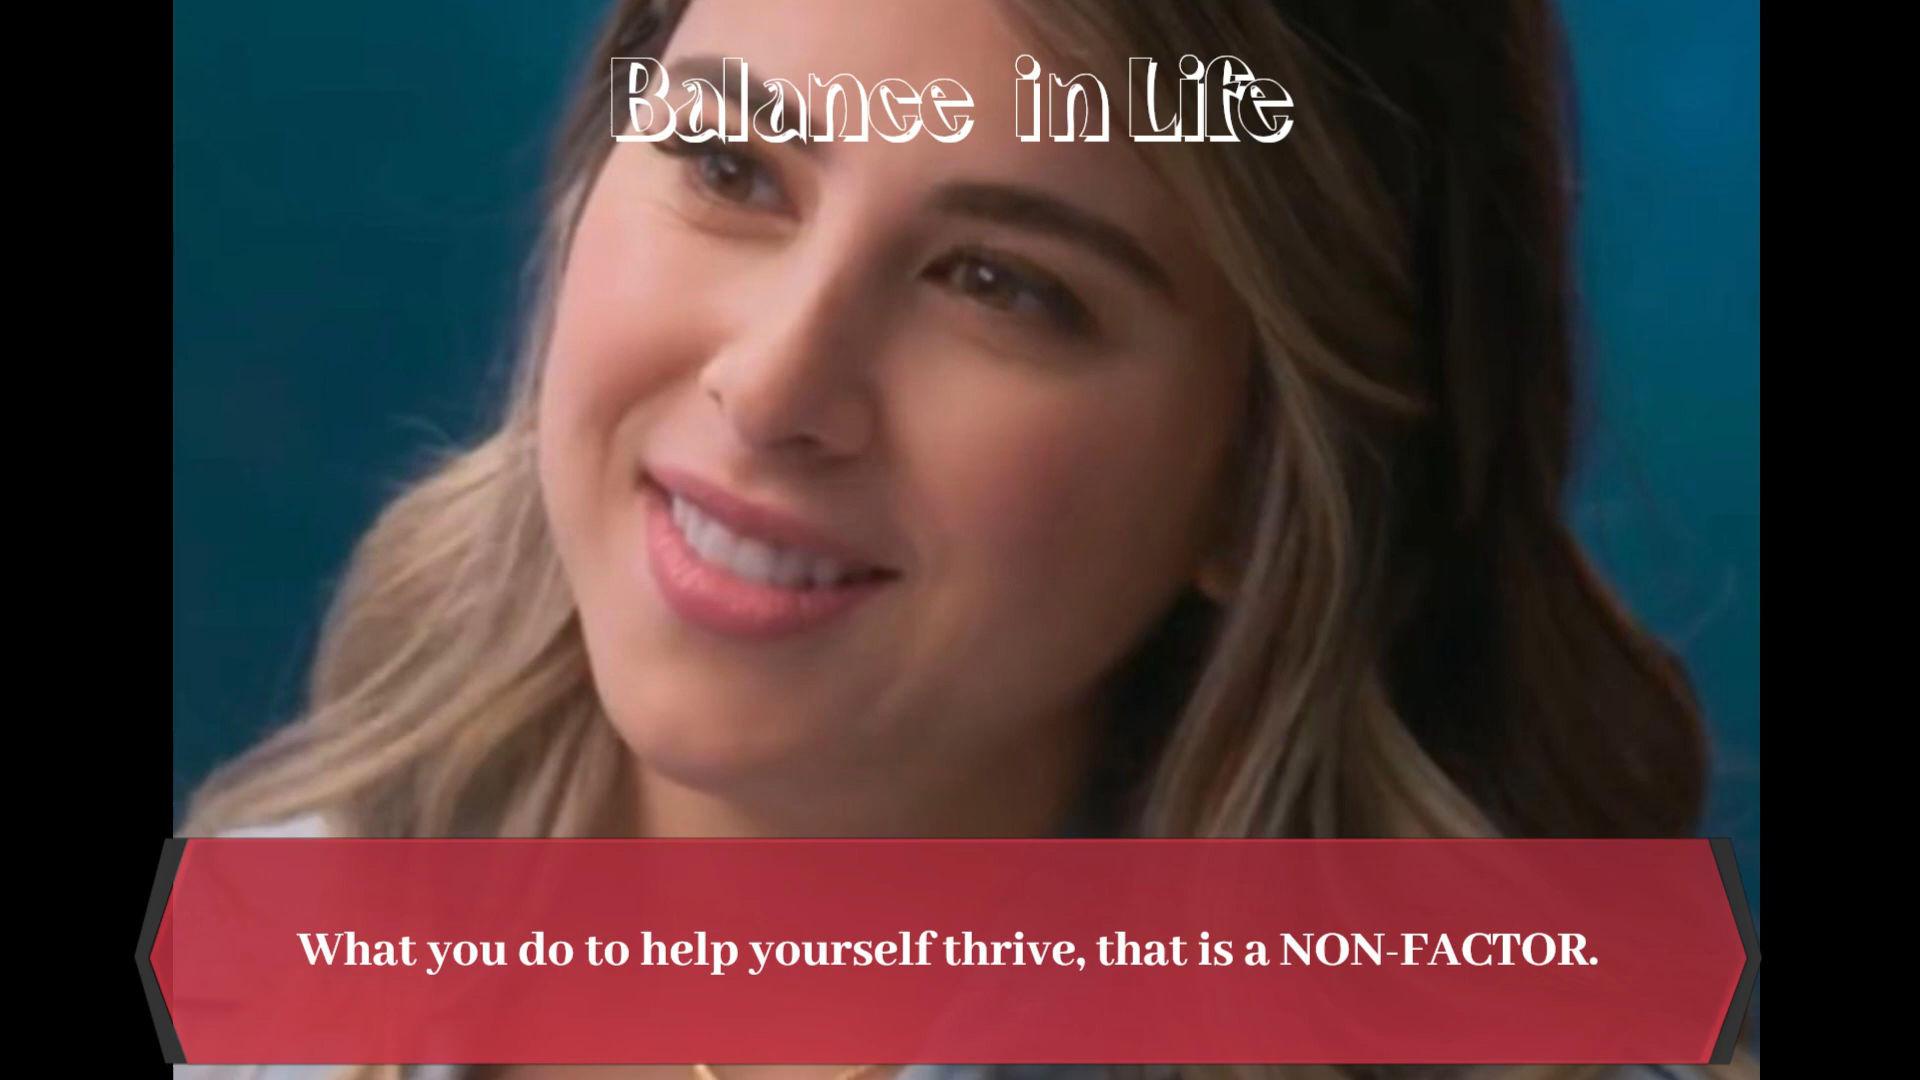 Balance in Life
What you do to help yourself thrive, that is a NON-FACTOR.